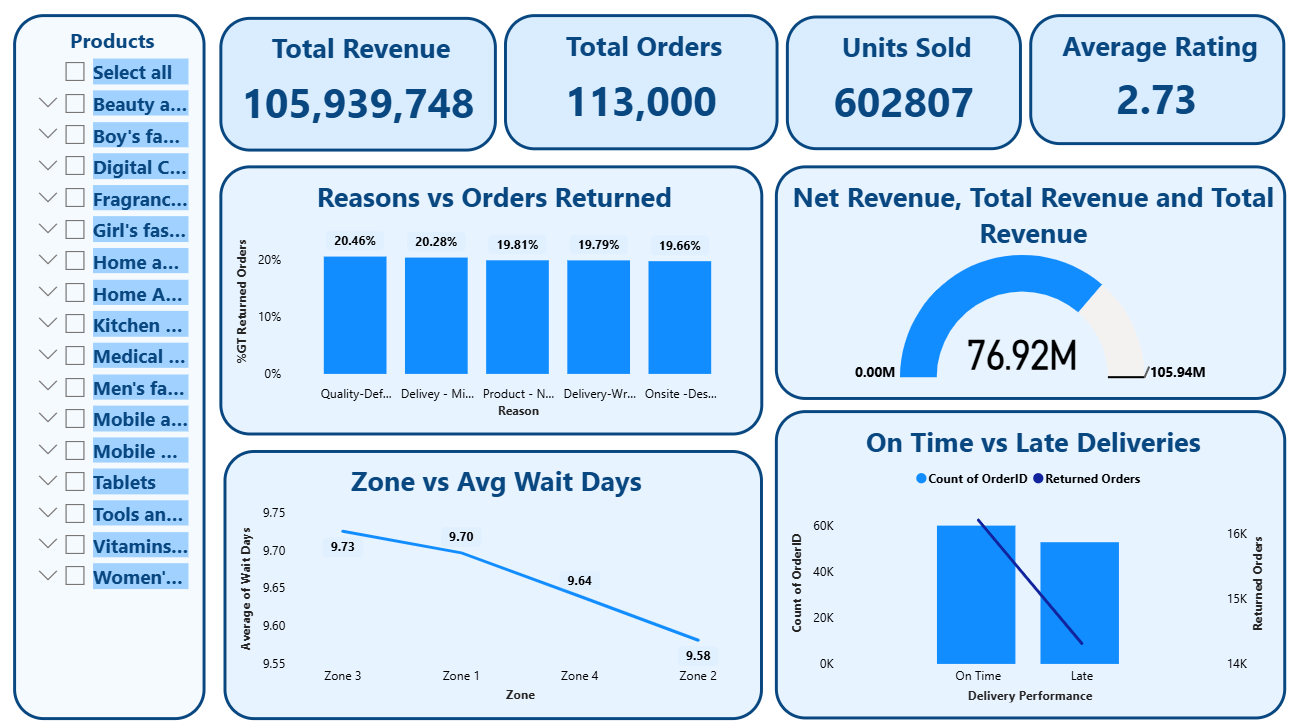 Products
Select all
Beauty a...
Boy's fa...
Digital C...
Fragranc...
Girl's fas...
Home a...
Home A...
Kitchen ...
Medical ...
Men's fa...
Mobile a...
Mobile ...
Tablets
Tools an...
Vitamins...
Women'...
Total Revenue
105,939,748
Total Orders
113,000
Units Sold
602807
Average Rating
2.73
Reasons vs Orders Returned
%GT Returned Orders
20%
10%
0%
20.46%
20.28%
19.81%
19.79%
19.66%
Quality-Def...
Delivey - Mi...
Product - N...
Delivery-Wr...
Onsite -Des...
Reason
Net Revenue, Total Revenue and Total
Revenue
76.92M
0.00M
105.94M
Zone vs Avg Wait Days
Average of Wait Days
9.75
9.70
9.65
9.60
9.55
9.73
9.70
9.64
9.58
Zone 3
Zone 1
Zone 4
Zone 2
Zone
On Time vs Late Deliveries
Count of OrderID
Returned Orders
Count of OrderID
60K
40K
20K
0K
16K
15K
14K
Returned Orders
On Time
Late
Delivery Performance